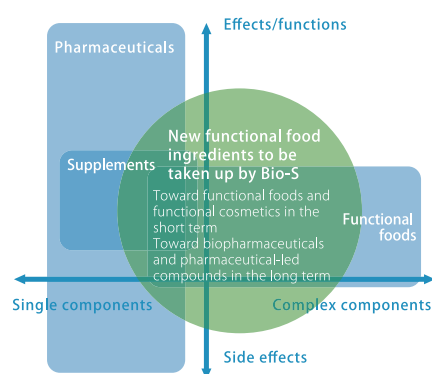 Effects/functions
Pharmaceuticals
New functional food
ingredients to be
taken up by Bio-S
Supplements
Toward functional foods and
functional cosmetics in the
short term
Toward biopharmaceuticals
and pharmaceutical-led
compounds in the long term
Functional
foods
Single components
Complex components
Side effects